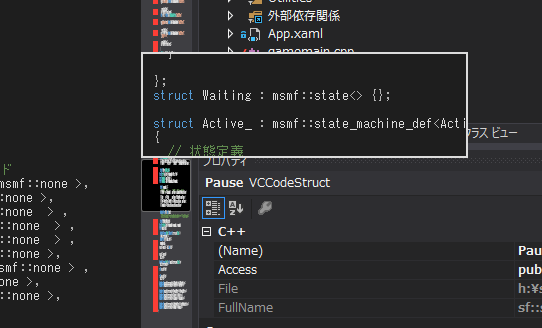 外部依存関係
App.xaml
gamemain.cpp
};
struct Waiting : msmf::state<> {};
struct Active_ : msmf::state_machine_def<Acti
{
// 状態定義
クラス ビュー
プロパティ
ド
msmf::none >,
::none >,
::none > ,
::none > ,
::none > ,
msmf::none > ,
none >,
::none >,
Pause VCCodeStruct
C++
(Name) Pau
Access pub
File h:¥s
FullName sf::s